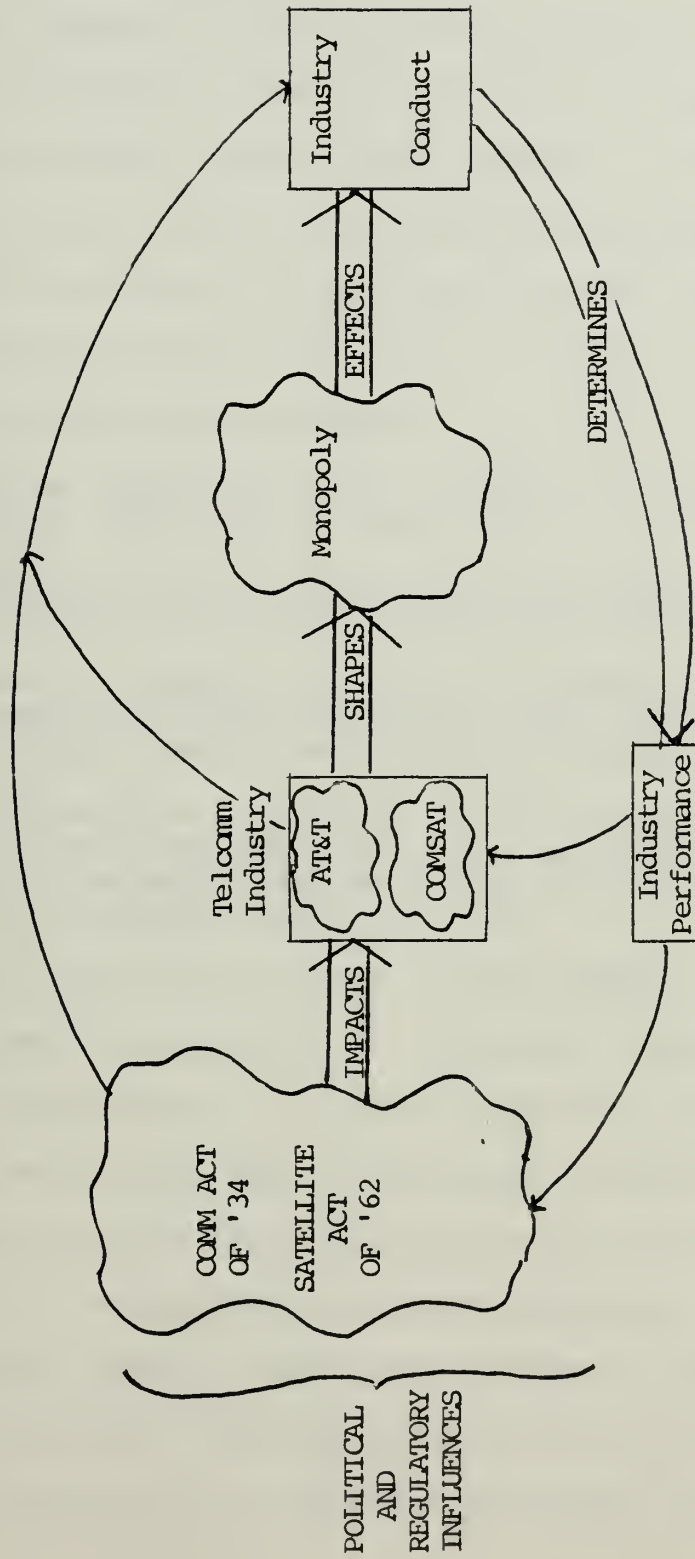 POLITICAL
AND
REGULATORY
INFLUENCES
COMM ACT
OF '34
SATELLITE
ACT
OF '62
IMPACTS
Telcomm
Industry
AT&T
COMSAT
SHAPES
Monopoly
EFFECTS
Industry
Conduct
DETERMINES
Industry
Performance